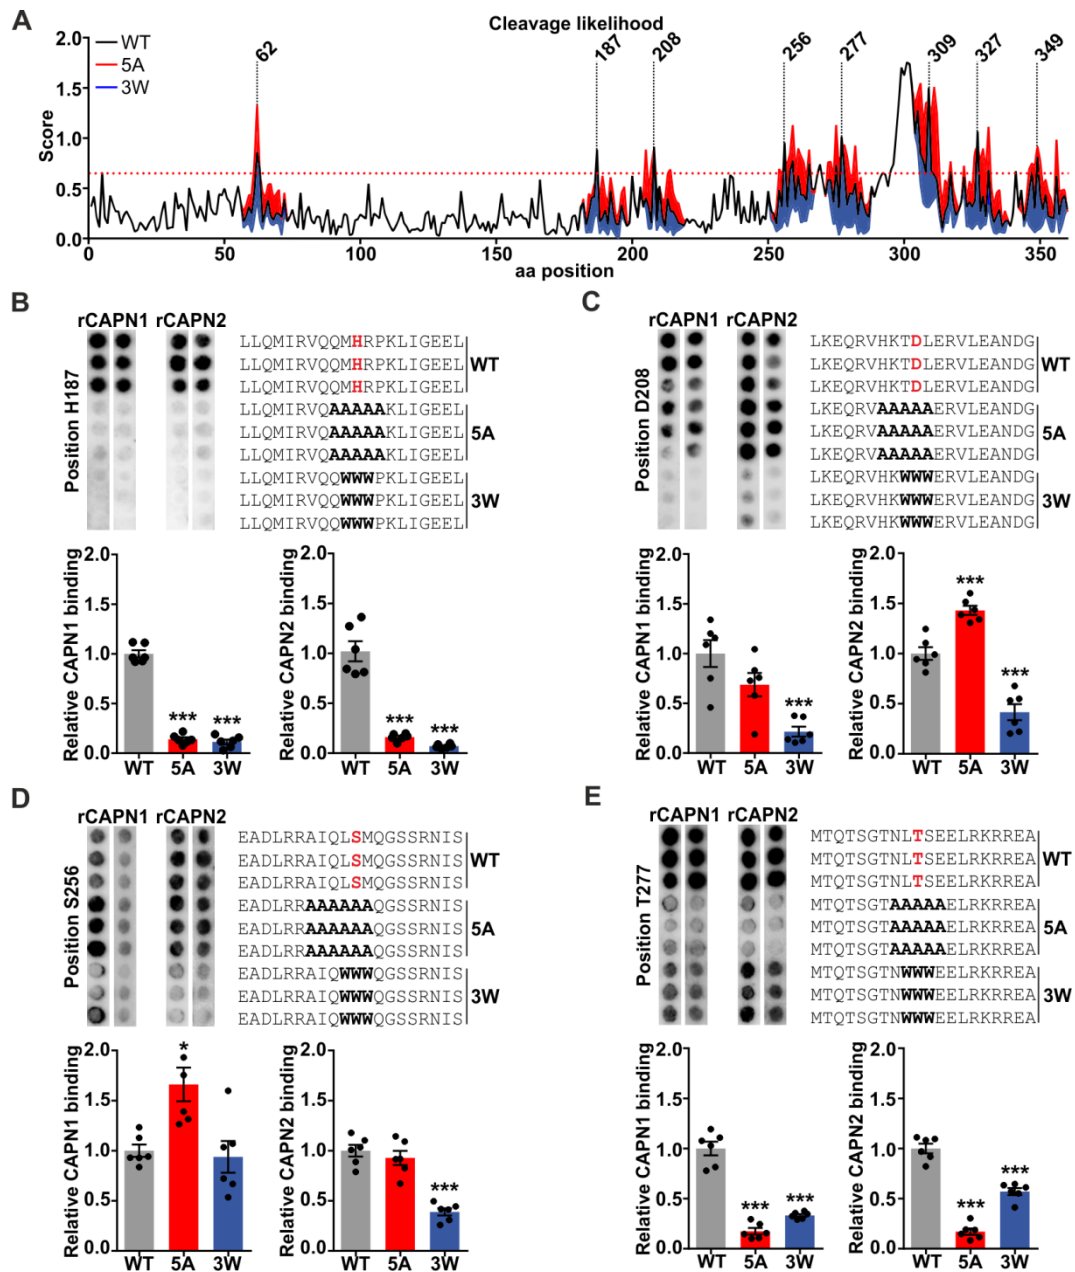 A
Cleavage likelihood
2.0
1.5
1.0
0.5
0.0
Score
WT
5A
3W
62
187
208
256
277
309
327
349
0
50
100
150
200
250
300
350
aa position
B
rCAPN1 rCAPN2
Position H187
LLQMIRVQQMHRPKLIGEEL
LLQMIRVQQMHRPKLIGEEL
LLQMIRVQQMHRPKLIGEEL
WT
LLQMIRVQAAAAAKLIGEEL
LLQMIRVQAAAAAKLIGEEL
LLQMIRVQAAAAAKLIGEEL
5A
LLQMIRVQQWWWPKLIGEEL
LLQMIRVQQWWWPKLIGEEL
LLQMIRVQQWWWPKLIGEEL
3W
Relative CAPN1 binding
2.0
1.5
1.0
0.5
0.0
*** ***
WT 5A 3W
Relative CAPN2 binding
2.0
1.5
1.0
0.5
0.0
*** ***
WT 5A 3W
C
rCAPN1 rCAPN2
Position D208
LKEQRVHKTDLERVLEANDG
LKEQRVHKTDLERVLEANDG
LKEQRVHKTDLERVLEANDG
WT
LKEQRVAAAAAERVLEANDG
LKEQRVAAAAAERVLEANDG
LKEQRVAAAAAERVLEANDG
5A
LKEQRVHKWWWERVLEANDG
LKEQRVHKWWWERVLEANDG
LKEQRVHKWWWERVLEANDG
3W
Relative CAPN1 binding
2.0
1.5
1.0
0.5
0.0
***
WT 5A 3W
Relative CAPN2 binding
2.0
1.5
1.0
0.5
0.0
***
***
WT 5A 3W
D
rCAPN1 rCAPN2
Position S256
EADLRRAIQLSMQGSSRNIS
EADLRRAIQLSMQGSSRNIS
EADLRRAIQLSMQGSSRNIS
WT
EADLRRAAAAAAQGSSRNIS
EADLRRAAAAAAQGSSRNIS
EADLRRAAAAAAQGSSRNIS
5A
EADLRRAIQWWWQGSSRNIS
EADLRRAIQWWWQGSSRNIS
EADLRRAIQWWWQGSSRNIS
3W
Relative CAPN1 binding
2.0
1.5
1.0
0.5
0.0
*
WT 5A 3W
Relative CAPN2 binding
2.0
1.5
1.0
0.5
0.0
***
WT 5A 3W
E
rCAPN1 rCAPN2
Position T277
MTQTSGTNLTSEELRKRREA
MTQTSGTNLTSEELRKRREA
MTQTSGTNLTSEELRKRREA
WT
MTQTSGTAAAAAELRKRREA
MTQTSGTAAAAAELRKRREA
MTQTSGTAAAAAELRKRREA
5A
MTQTSGTNWWWEELRKRREA
MTQTSGTNWWWEELRKRREA
MTQTSGTNWWWEELRKRREA
3W
Relative CAPN1 binding
2.0
1.5
1.0
0.5
0.0
*** ***
WT 5A 3W
Relative CAPN2 binding
2.0
1.5
1.0
0.5
0.0
***
***
WT 5A 3W